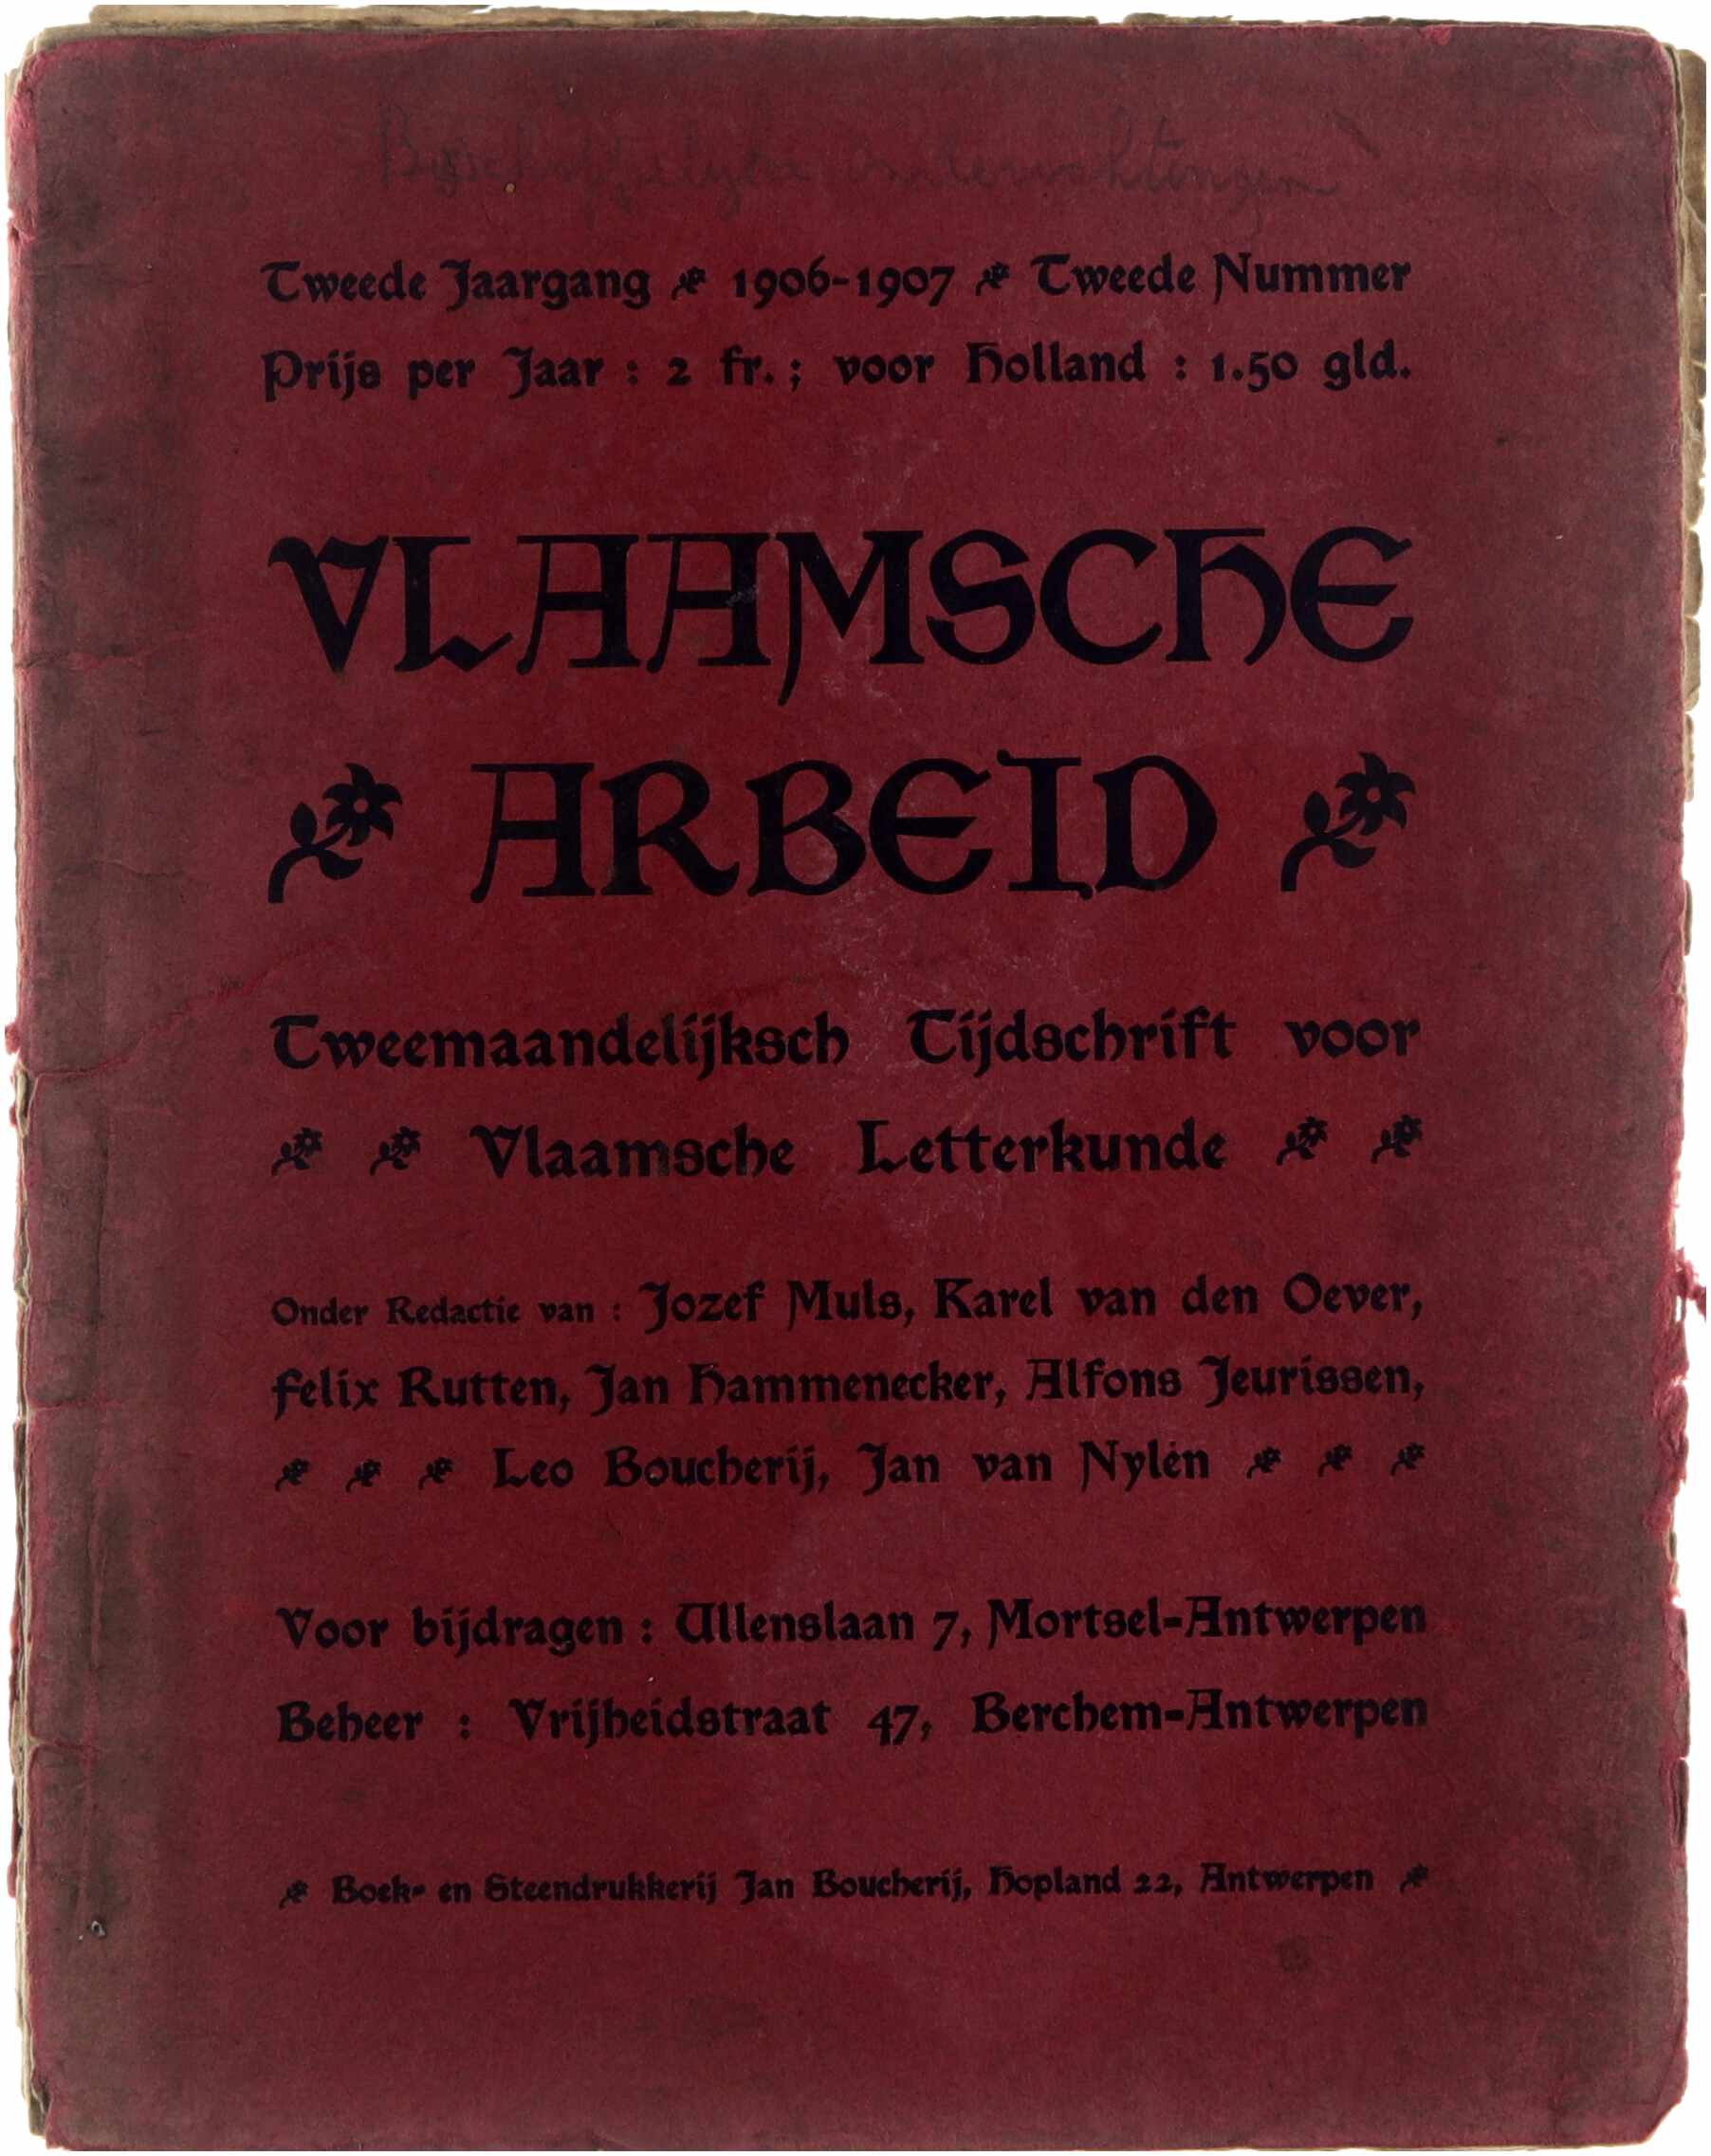 Tweede Jaargang 1906-1907 Tweede Nummer
Prijs per Jaar : 2 fr. ; voor Holland : 1.50 gld.
VLAAMSCHE
ARBEID
Tweemaandelijksch Tijdschrift voor
Vlaamsche Letterkunde
Onder Redactie van : Jozef Muls, Karel van den Oever,
Felix Rutten, Jan Hammenecker, Alfons Jeurissen,
Leo Boucherij, Jan van Nylen
Voor bijdragen : Ullenslaan 7, Mortsel-Antwerpen
Beheer : Vrijheidstraat 47, Berchem-Antwerpen
Boek- en Steendrukkerij Jan Boucherij, Hopland 22, Antwerpen